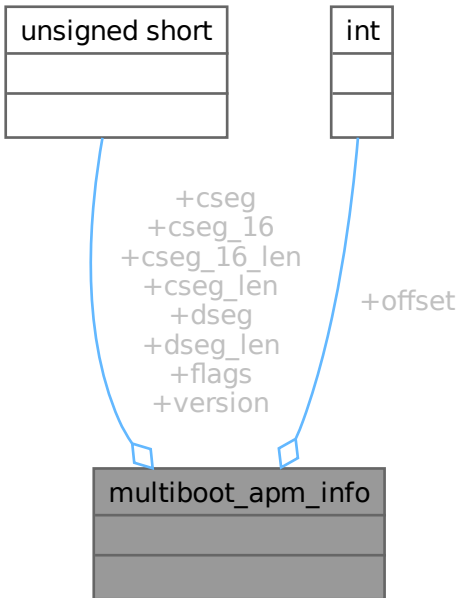 unsigned short
int
+cseg
+cseg_16
+cseg_16_len
+cseg_len
+dseg
+dseg_len
+flags
+version
+offset
multiboot_apm_info